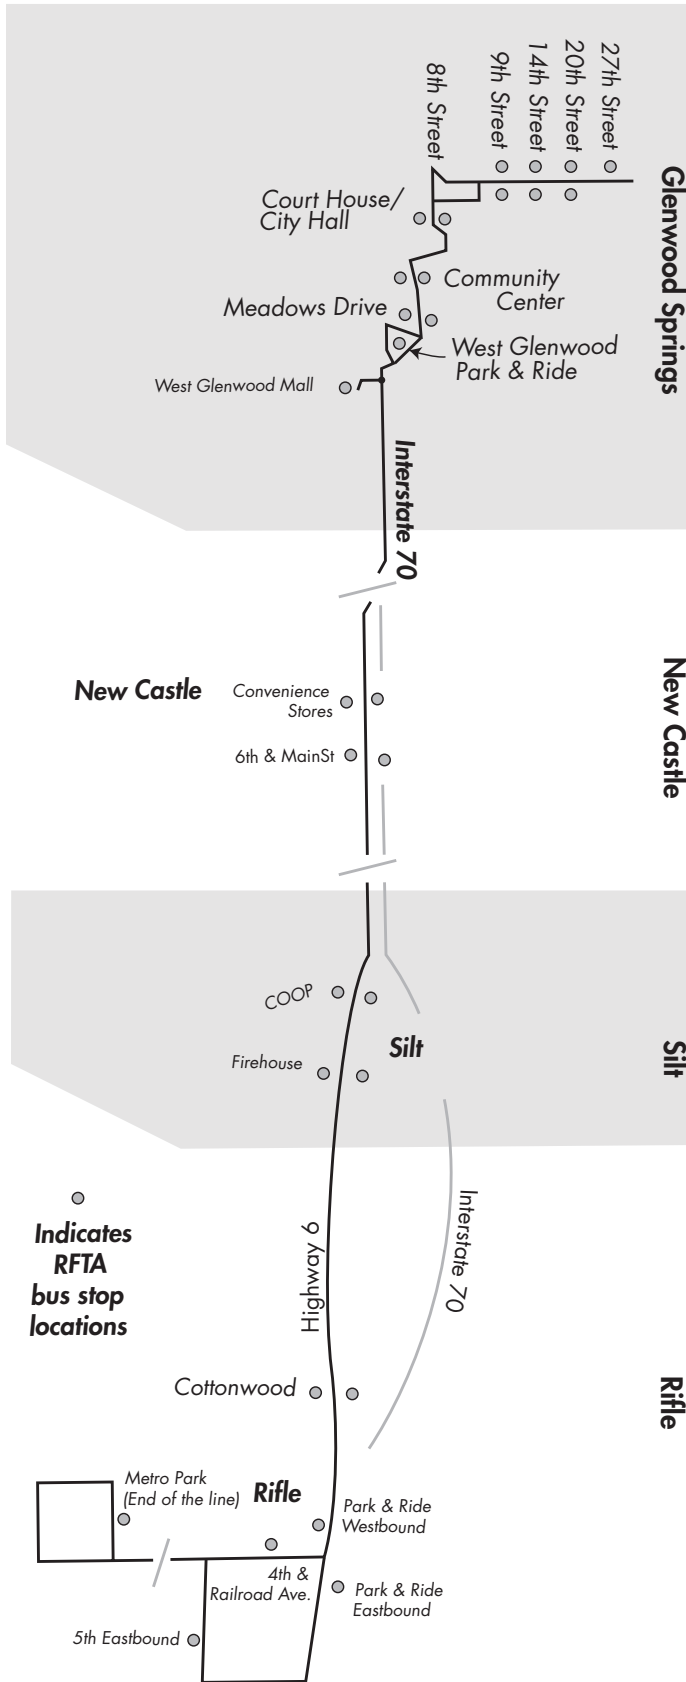 27th Street
20th Street
14th Street
9th Street
8th Street
Glenwood Springs
Court House/
City Hall
Community
Center
Meadows Drive
West Glenwood
Park & Ride
West Glenwood Mall
Interstate 70
New Castle
Convenience
Stores
6th & MainSt
New Castle
COOP
Silt
Firehouse
Silt
Indicates
RFTA
bus stop
locations
Highway 6
Interstate 70
Cottonwood
Rifle
Metro Park
(End of the line)
Rifle
Park & Ride
Westbound
4th &
Railroad Ave.
Park & Ride
Eastbound
5th Eastbound